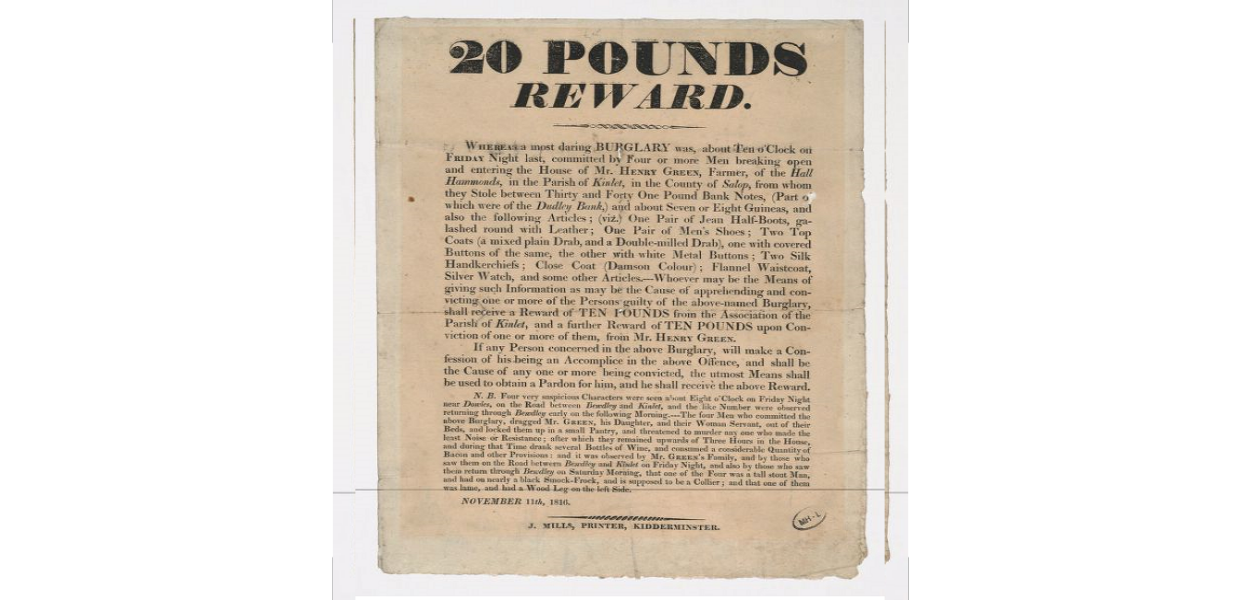 20 POUNDS
REWARD.
WHEREAS a most daring BURGLARY was, about Ten o'Clock on
FRIDAY Night last, committed by Four or more Men breaking open
and entering the House of Mr. HENRY GREEN, Farmer, of the Hall
Hammonds, in the Parish of Kinlet, in the County of Salop, from whom
they Stole between Thirty and Forty One Pound Bank Notes, (Part o
which were of the Dudley Bank,) and about Seven or Eight Guineas, and
also the following Articles; (viz.) One Pair of Jean Half-Boots, ga-
lashed round with Leather; One Pair of Men's Shoes; Two Top
Coats (a mixed plain Drab, and a Double-milled Drab), one with covered
Buttons of the same, the other with white Metal Buttons; Two Silk
Handkerchiefs; Close Coat (Damson Colour); Flannel Waistcoat,
Silver Watch, and some other Articles.—Whoever may be the Means of
giving such Information as may be the Cause of apprehending and con-
victing one or more of the Persons guilty of the above-named Burglary,
shall receive a Reward of TEN POUNDS from the Association of the
Parish of Kinlet, and a further Reward of TEN POUNDS upon Con-
viction of one or more of them, from Mr. HENRY GREEN.
If any Person concerned in the above Burglary, will make a Con-
fession of his being an Accomplice in the above Offence, and shall be
the Cause of any one or more being convicted, the utmost Means shall
be used to obtain a Pardon for him, and he shall receive the above Reward.
N. B. Four very suspicious Characters were seen about Eight o'Clock on Friday Night
near Dowles, on the Road between Bewdley and Kinlet, and the like Number were observed
returning through Bewdley early on the following Morning.—The four Men who committed the
above Burglary, dragged Mr. GREEN, his Daughter, and their Woman Servant, out of their
Beds, and locked them up in a small Pantry, and threatened to murder any one who made the
least Noise or Resistance; after which they remained upwards of Three Hours in the House,
and during that Time drank several Bottles of Wine, and consumed a considerable Quantity of
Bacon and other Provisions: and it was observed by Mr. GREEN's Family, and by those who
saw them on the Road between Bewdley and Kinlet on Friday Night, and also by those who saw
them return through Bewdley on Saturday Morning, that one of the Four was a tall stout Man,
and had on nearly a black Smock-Frock, and is supposed to be a Collier; and that one of them
was lame, and had a Wood Leg on the left Side.
NOVEMBER 11th, 1816.
J. MILLS, PRINTER, KIDDERMINSTER.
MH-L